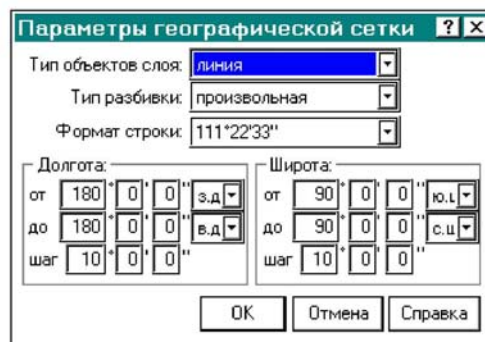 Параметры географической сетки ? ×
Тип объектов слоя: линия
Тип разбивки: произвольная
Формат строки: 111°22'33"
Долгота:
от 180 ° 0 ' 0 " з.д
до 180 ° 0 ' 0 " в.д
шаг 10 ° 0 ' 0 "
Широта:
от 90 ° 0 ' 0 " ю.ш
до 90 ° 0 ' 0 " с.ш
шаг 10 ° 0 ' 0 "
OK Отмена Справка